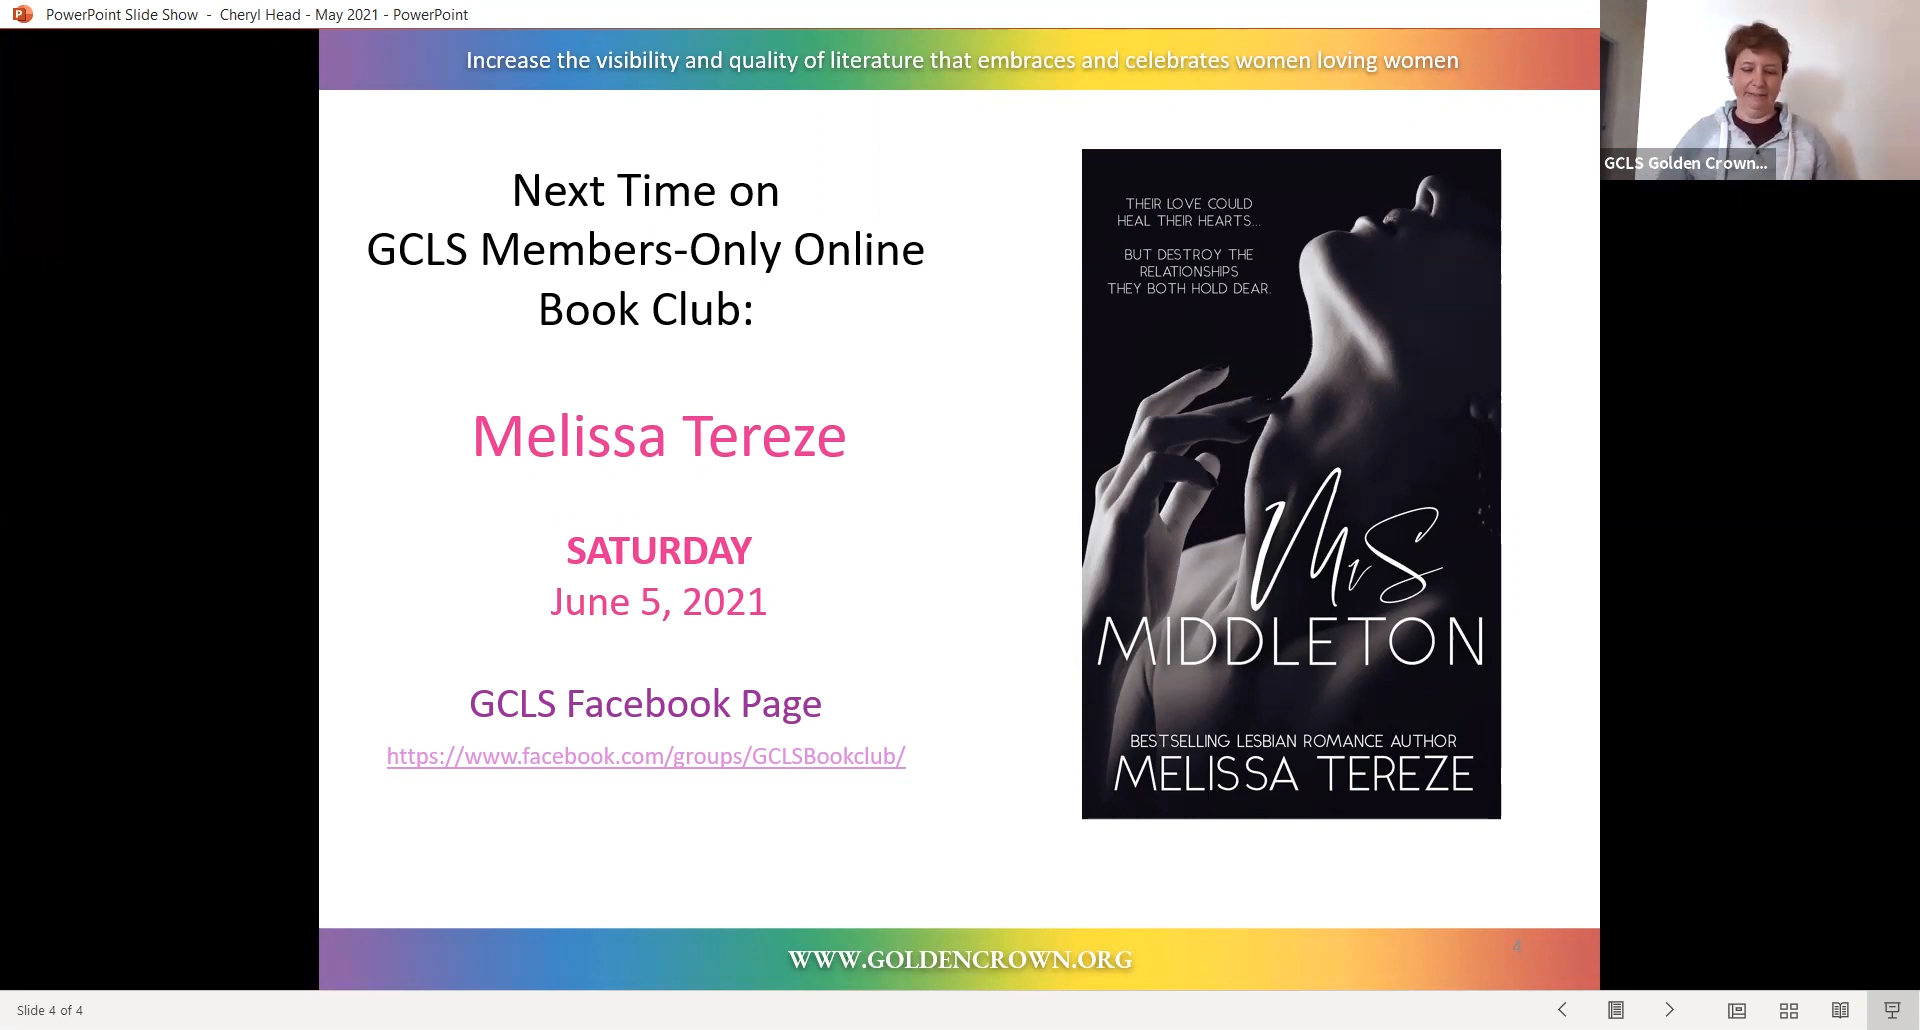 PowerPoint Slide Show - Cheryl Head - May 2021 - PowerPoint
Increase the visibility and quality of literature that embraces and celebrates women loving women
GCLS Golden Crown...
Next Time on
GCLS Members-Only Online
Book Club:
Melissa Tereze
SATURDAY
June 5, 2021
GCLS Facebook Page
https://www.facebook.com/groups/GCLSBookclub/
THEIR LOVE COULD
HEAL THEIR HEARTS...
BUT DESTROY THE
RELATIONSHIPS
THEY BOTH HOLD DEAR.
Mrs
MIDDLETON
BESTSELLING LESBIAN ROMANCE AUTHOR
MELISSA TEREZE
WWW.GOLDENCROWN.ORG
4
Slide 4 of 4